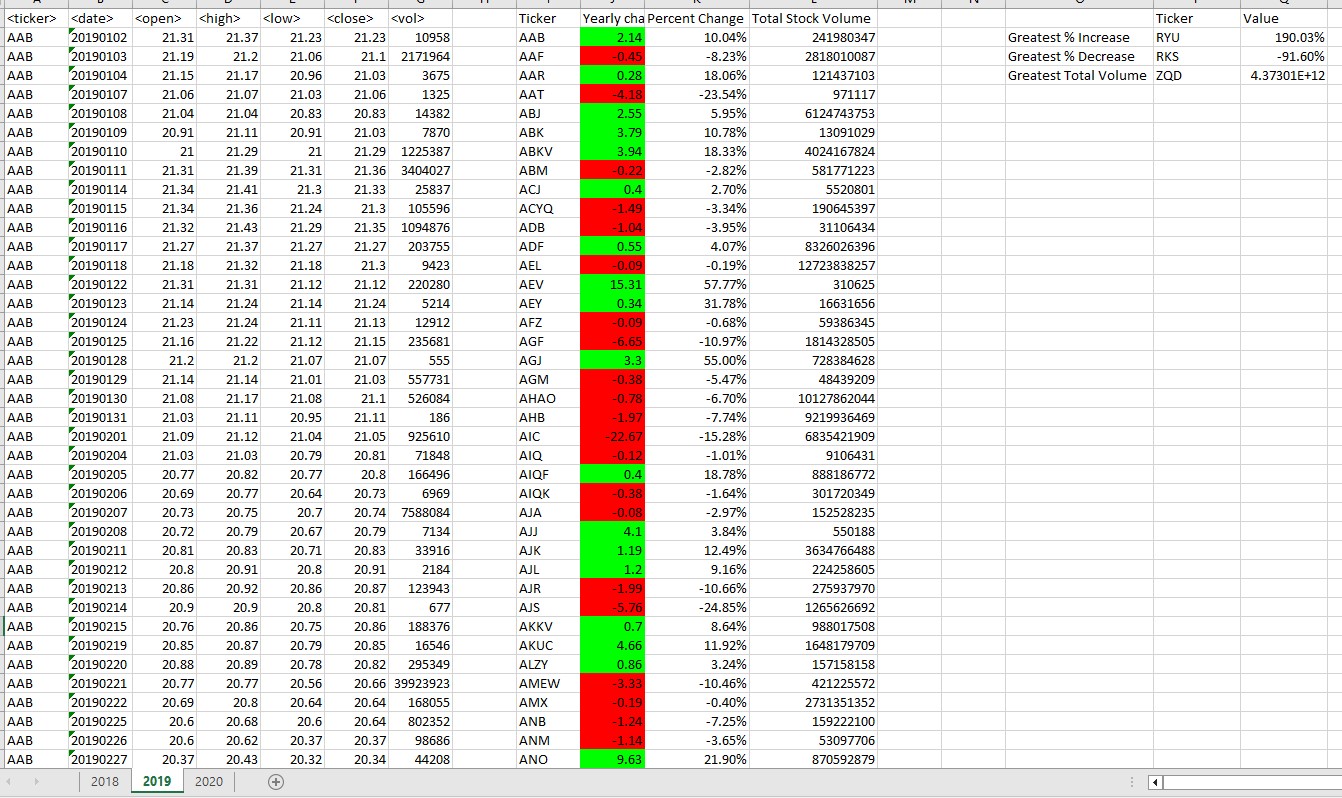 <ticker> <date> <open> <high> <low> <close> <vol> Ticker Yearly cha Percent Change Total Stock Volume Ticker Value
AAB 20190102 21.31 21.37 21.23 21.23 10958 AAB 2.14 10.04% 241980347 Greatest % Increase RYU 190.03%
AAB 20190103 21.19 21.2 21.06 21.1 2171964 AAF -0.45 -8.23% 2818010087 Greatest % Decrease RKS -91.60%
AAB 20190104 21.15 21.17 20.96 21.03 3675 AAR 0.28 18.06% 121437103 Greatest Total Volume ZQD 4.37301E+12
AAB 20190107 21.06 21.07 21.03 21.06 1325 AAT -4.18 -23.54% 971117
AAB 20190108 21.04 21.04 20.83 20.83 14382 ABJ 2.55 5.95% 6124743753
AAB 20190109 20.91 21.11 20.91 21.03 7870 ABK 3.79 10.78% 13091029
AAB 20190110 21 21.29 21 21.29 1225387 ABKV 3.94 18.33% 4024167824
AAB 20190111 21.31 21.39 21.31 21.36 3404027 ABM -0.22 -2.82% 581771223
AAB 20190114 21.34 21.41 21.3 21.33 25837 ACJ 0.4 2.70% 5520801
AAB 20190115 21.34 21.36 21.24 21.3 105596 ACYQ -1.49 -3.34% 190645397
AAB 20190116 21.32 21.43 21.29 21.35 1094876 ADB -1.04 -3.95% 31106434
AAB 20190117 21.27 21.37 21.27 21.27 203755 ADF 0.55 4.07% 8326026396
AAB 20190118 21.18 21.32 21.18 21.3 9423 AEL -0.09 -0.19% 12723838257
AAB 20190122 21.31 21.31 21.12 21.12 220280 AEV 15.31 57.77% 310625
AAB 20190123 21.14 21.24 21.14 21.24 5214 AEY 0.34 31.78% 16631656
AAB 20190124 21.23 21.24 21.11 21.13 12912 AFZ -0.09 -0.68% 59386345
AAB 20190125 21.16 21.22 21.12 21.15 235681 AGF -6.65 -10.97% 1814328505
AAB 20190128 21.2 21.2 21.07 21.07 555 AGJ 3.3 55.00% 728384628
AAB 20190129 21.14 21.14 21.01 21.03 557731 AGM -0.38 -5.47% 48439209
AAB 20190130 21.08 21.17 21.08 21.1 526084 AHAO -0.78 -6.70% 10127862044
AAB 20190131 21.03 21.11 20.95 21.11 186 AHB -1.97 -7.74% 9219936469
AAB 20190201 21.09 21.12 21.04 21.05 925610 AIC -22.67 -15.28% 6835421909
AAB 20190204 21.03 21.03 20.79 20.81 71848 AIQ -0.12 -1.01% 9106431
AAB 20190205 20.77 20.82 20.77 20.8 166496 AIQF 0.4 18.78% 888186772
AAB 20190206 20.69 20.77 20.64 20.73 6969 AIQK -0.38 -1.64% 301720349
AAB 20190207 20.73 20.75 20.7 20.74 7588084 AJA -0.08 -2.97% 152528235
AAB 20190208 20.72 20.79 20.67 20.79 7134 AJJ 4.1 3.84% 550188
AAB 20190211 20.81 20.83 20.71 20.83 33916 AJK 1.19 12.49% 3634766488
AAB 20190212 20.8 20.91 20.8 20.91 2184 AJL 1.2 9.16% 224258605
AAB 20190213 20.86 20.92 20.86 20.87 123943 AJR -1.99 -10.66% 275937970
AAB 20190214 20.9 20.9 20.8 20.81 677 AJS -5.76 -24.85% 1265626692
AAB 20190215 20.76 20.86 20.75 20.86 188376 AKKV 0.7 8.64% 988017508
AAB 20190219 20.85 20.87 20.79 20.85 16546 AKUC 4.66 11.92% 1648179709
AAB 20190220 20.88 20.89 20.78 20.82 295349 ALZY 0.86 3.24% 157158158
AAB 20190221 20.77 20.77 20.56 20.66 39923923 AMEW -3.33 -10.46% 421225572
AAB 20190222 20.69 20.8 20.64 20.64 168055 AMX -0.19 -0.40% 2731351352
AAB 20190225 20.6 20.68 20.6 20.64 802352 ANB -1.24 -7.25% 159222100
AAB 20190226 20.6 20.62 20.37 20.37 98686 ANM -1.14 -3.65% 53097706
AAB 20190227 20.37 20.43 20.32 20.34 44208 ANO 9.63 21.90% 870592879
2018 2019 2020